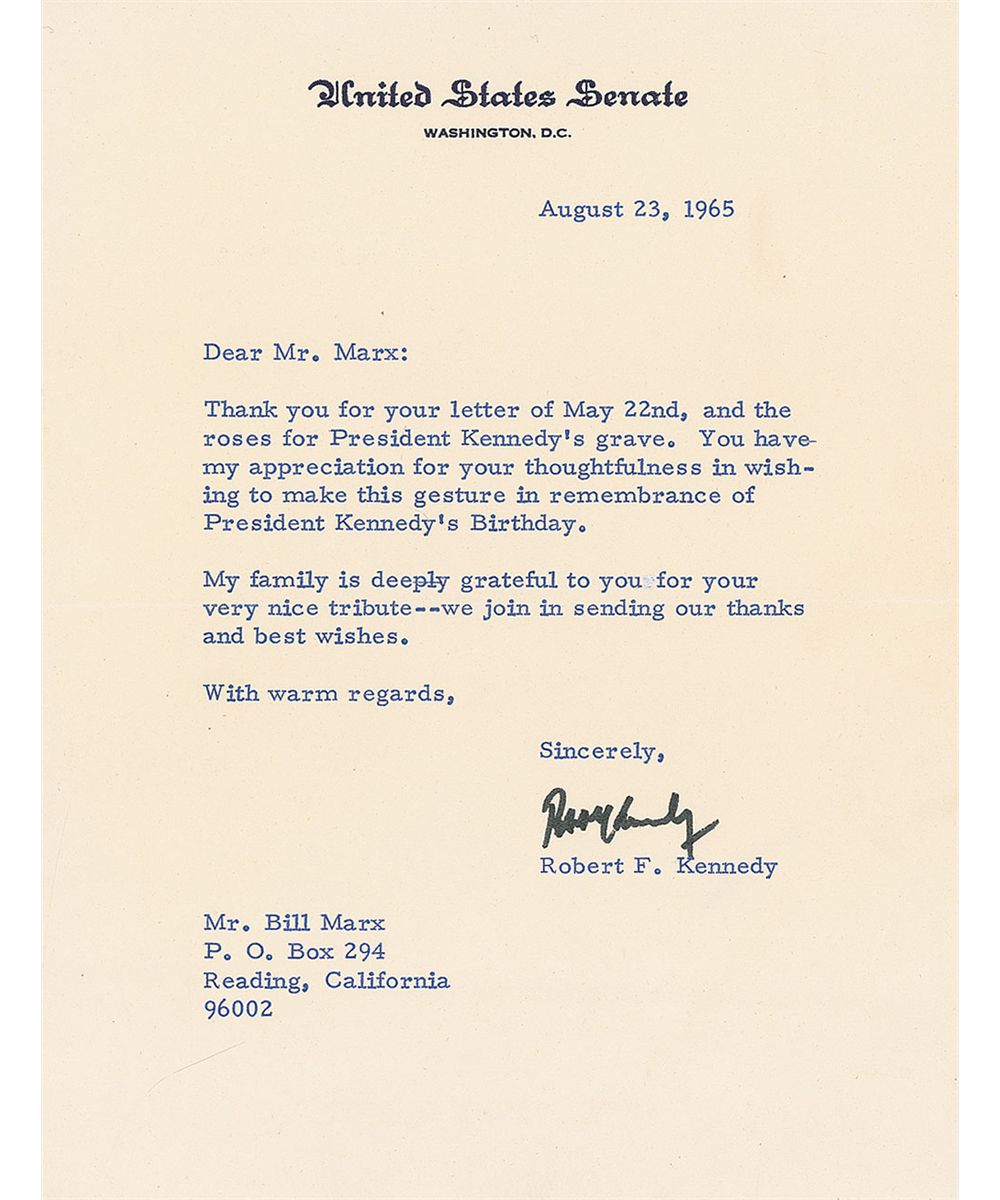 United States Senate
WASHINGTON, D.C.
August 23, 1965
Dear Mr. Marx:
Thank you for your letter of May 22nd, and the
roses for President Kennedy's grave. You have
my appreciation for your thoughtfulness in wish-
ing to make this gesture in remembrance of
President Kennedy's Birthday.
My family is deeply grateful to you for your
very nice tribute--we join in sending our thanks
and best wishes.
With warm regards,
Sincerely,
Robert F. Kennedy
Mr. Bill Marx
P. O. Box 294
Reading, California
96002